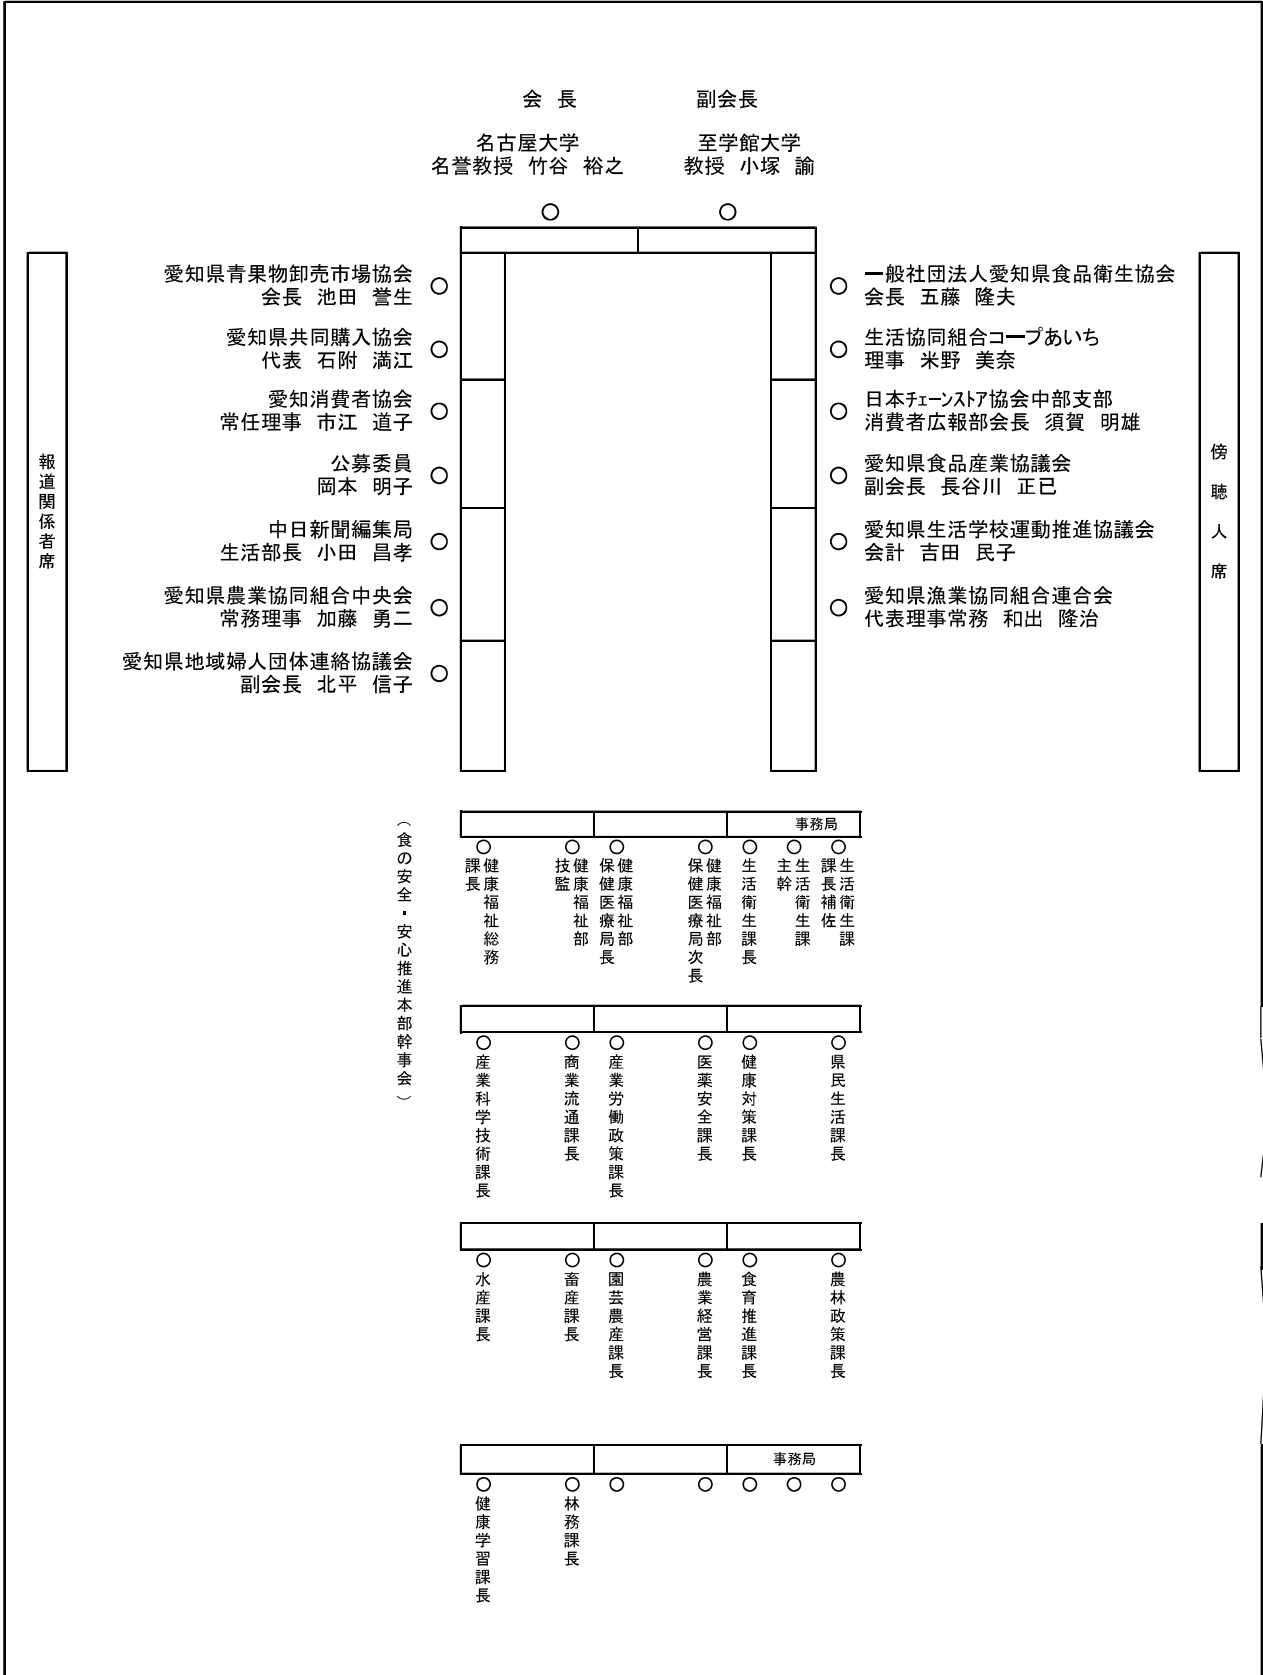 会 長
副会長
名古屋大学
名誉教授 竹谷 裕之
至学館大学
教授 小塚 諭
愛知県青果物卸売市場協会
会長 池田 誉生
愛知県共同購入協会
代表 石附 満江
愛知消費者協会
常任理事 市江 道子
公募委員
岡本 明子
中日新聞編集局
生活部長 小田 昌孝
愛知県農業協同組合中央会
常務理事 加藤 勇二
愛知県地域婦人団体連絡協議会
副会長 北平 信子
一般社団法人愛知県食品衛生協会
会長 五藤 隆夫
生活協同組合コープあいち
理事 米野 美奈
日本チェーンストア協会中部支部
消費者広報部会長 須賀 明雄
愛知県食品産業協議会
副会長 長谷川 正已
愛知県生活学校運動推進協議会
会計 吉田 民子
愛知県漁業協同組合連合会
代表理事常務 和出 隆治
報道関係者席
傍聴人席
（食の安全・安心推進本部幹事会）
事務局
健康福祉総務
課長
健康福祉部
技監
健康福祉部
保健医療局長
健康福祉部
保健医療局次長
生活衛生課長
生活衛生課
主幹
生活衛生課
課長補佐
産業科学技術課長
商業流通課長
産業労働政策課長
医薬安全課長
健康対策課長
県民生活課長
水産課長
畜産課長
園芸農産課長
農業経営課長
食育推進課長
農林政策課長
事務局
健康学習課長
林務課長